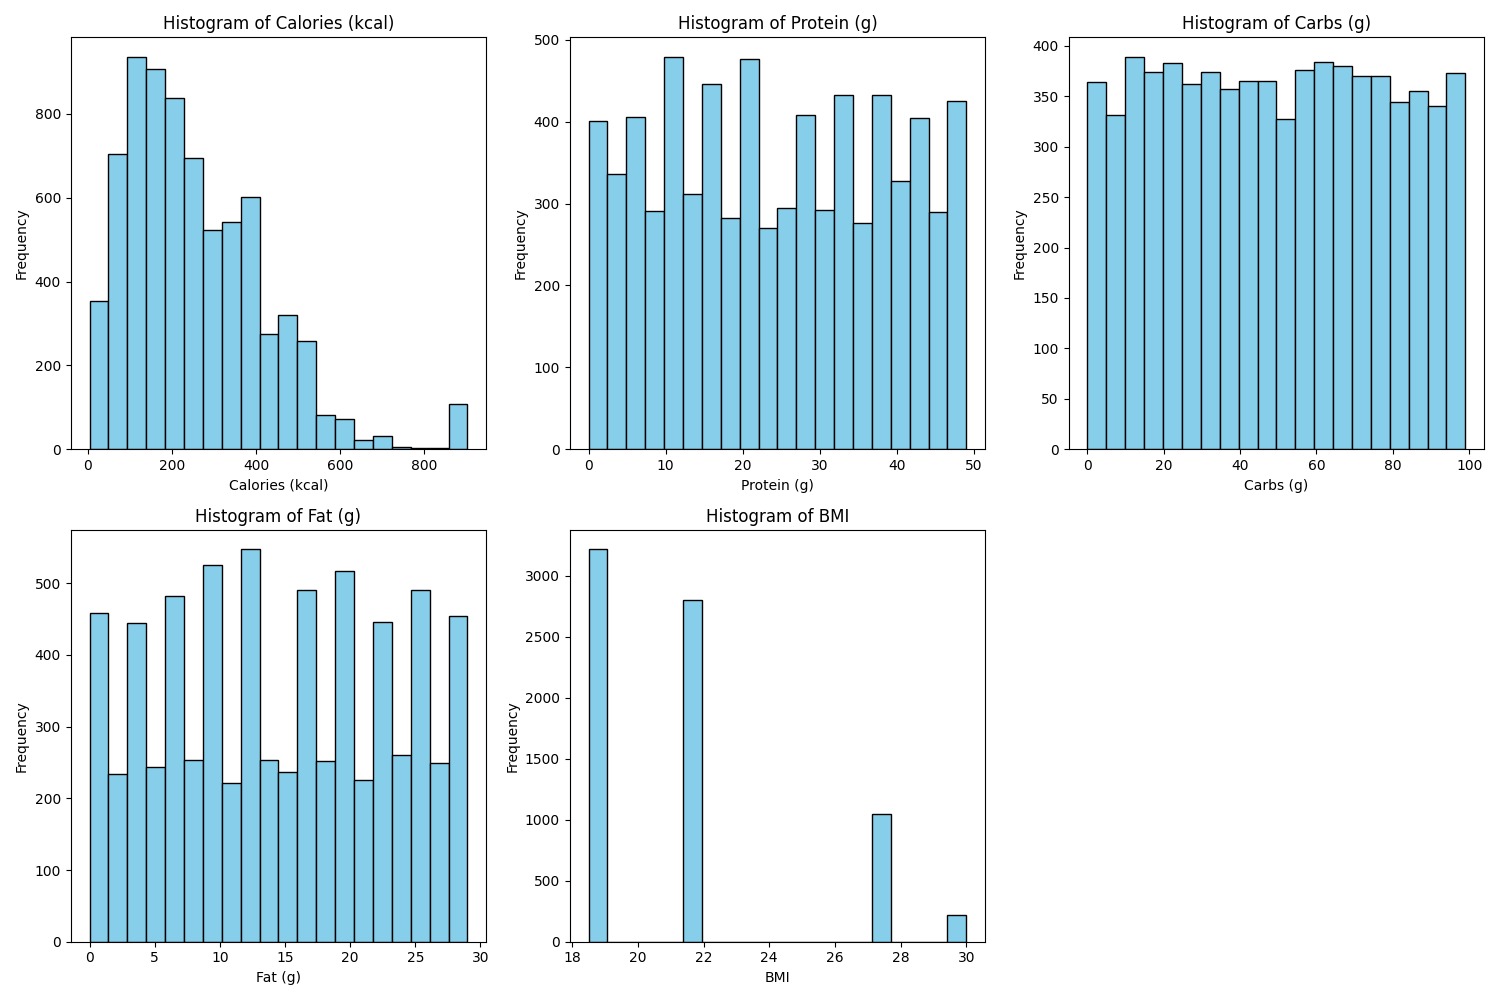 Histogram of Calories (kcal)
Frequency
0
200
400
600
800
0 200 400 600 800
Calories (kcal)
Histogram of Protein (g)
Frequency
500
400
300
200
100
0
0 10 20 30 40 50
Protein (g)
Histogram of Carbs (g)
Frequency
400
350
300
250
200
150
100
50
0
0 20 40 60 80 100
Carbs (g)
Histogram of Fat (g)
Frequency
500
400
300
200
100
0
0 5 10 15 20 25 30
Fat (g)
Histogram of BMI
Frequency
3000
2500
2000
1500
1000
500
0
18 20 22 24 26 28 30
BMI